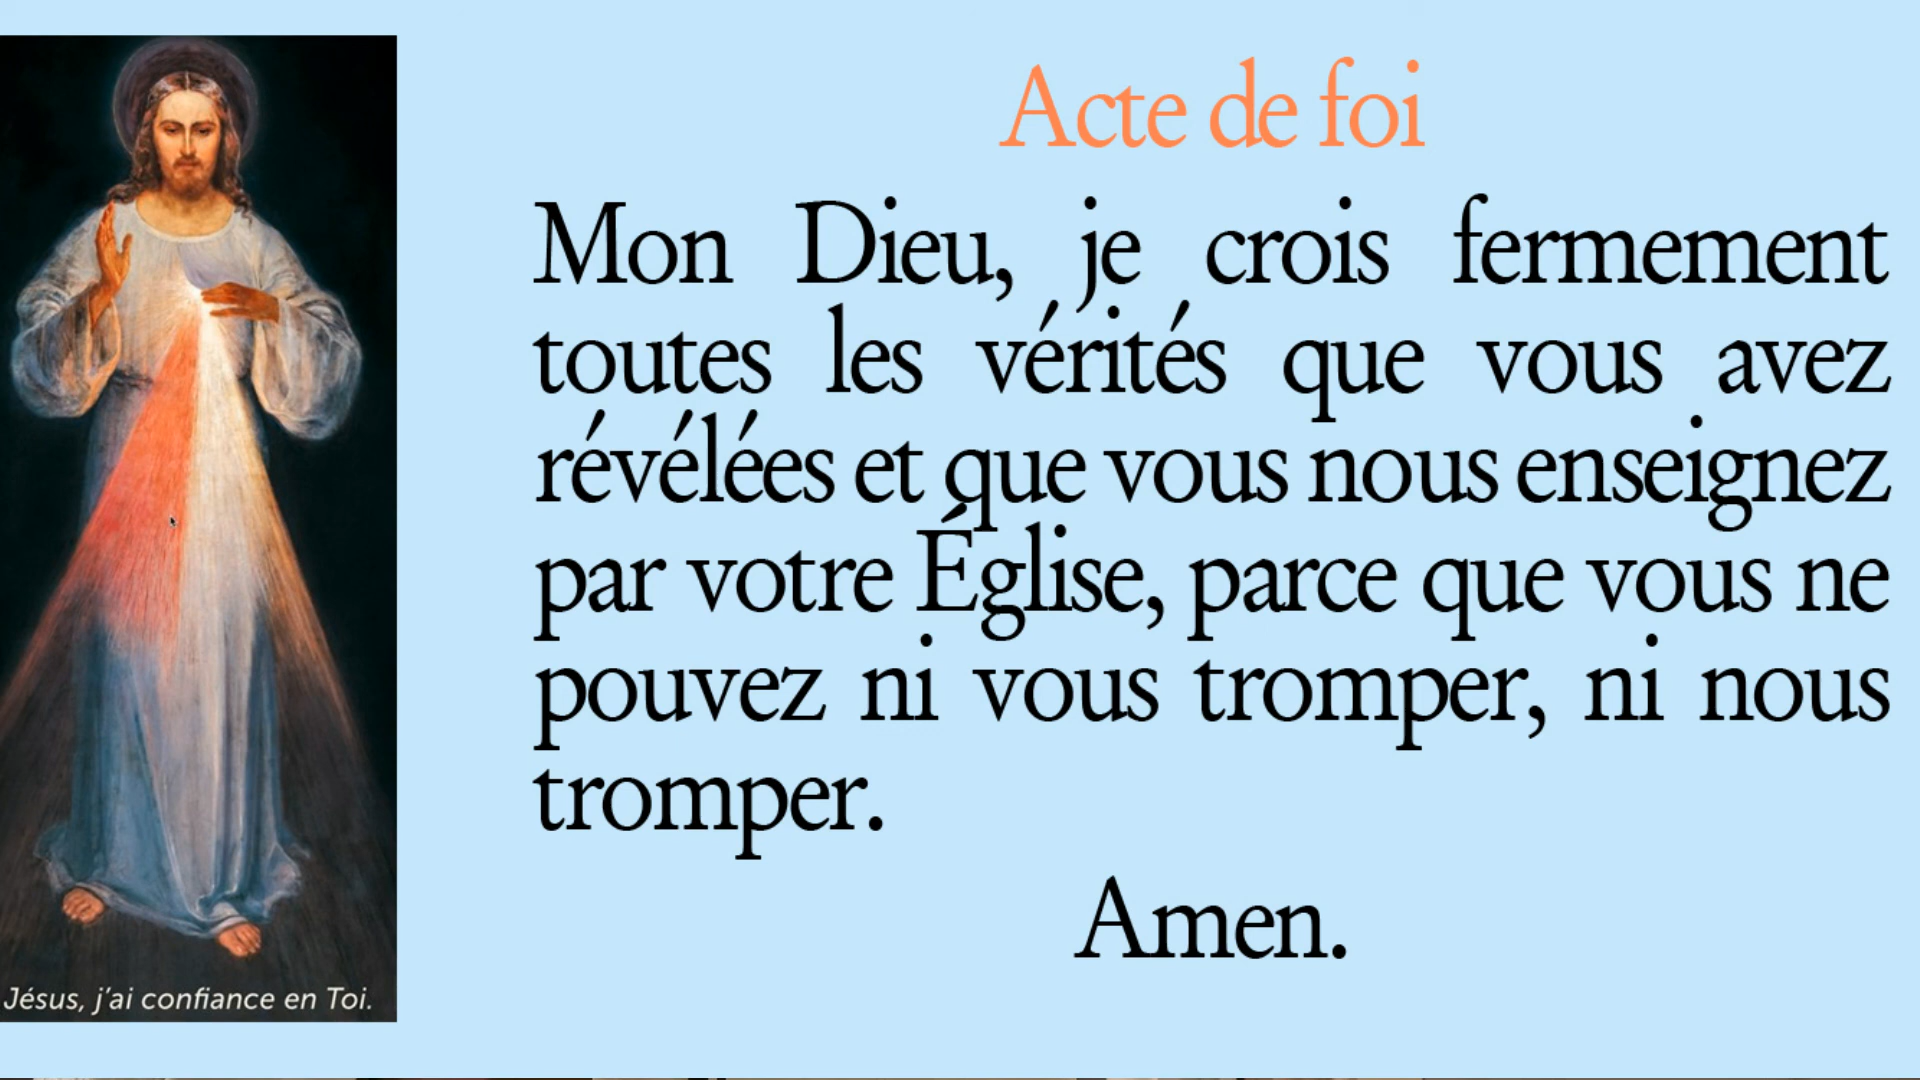 Acte de foi
Mon Dieu, je crois fermement
toutes les vérités que vous avez
révélées et que vous nous enseignez
par votre Église, parce que vous ne
pouvez ni vous tromper, ni nous
tromper.
Amen.
Jésus, j'ai confiance en Toi.